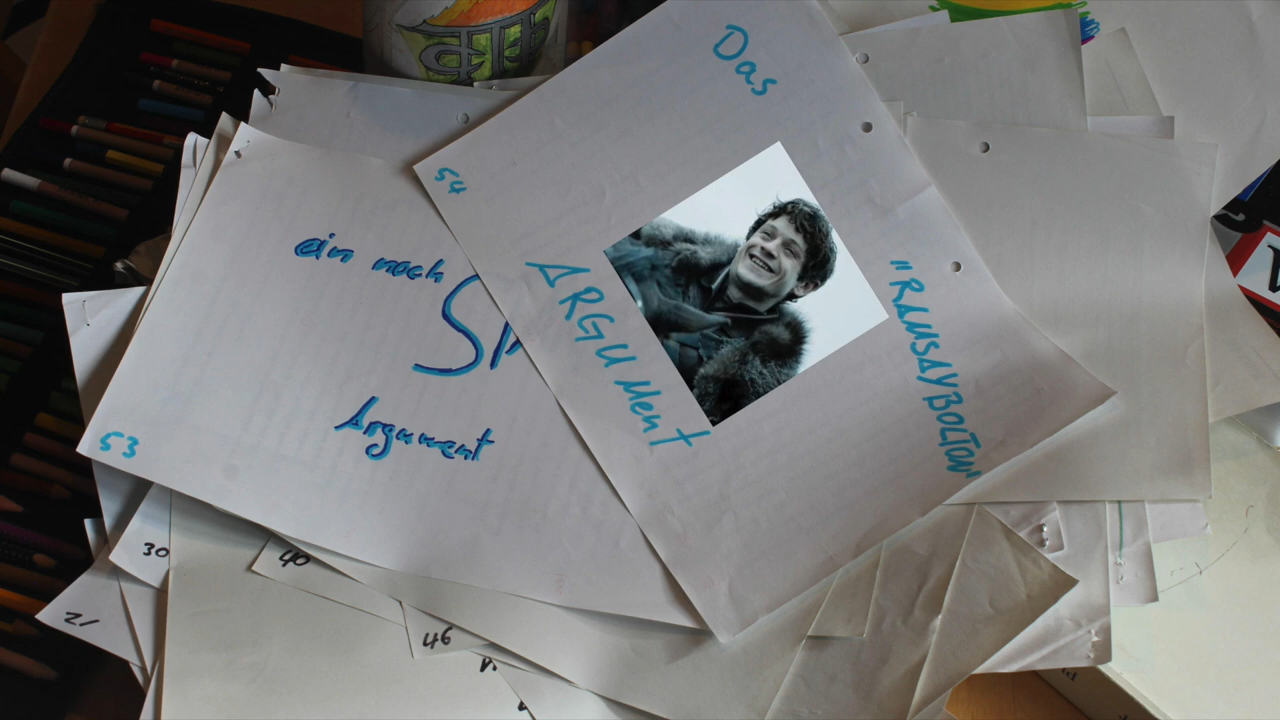 Das
54
ARGUMent
"RAMSAYBOLTON"
ein noch
Argument
53
30
40
21
46